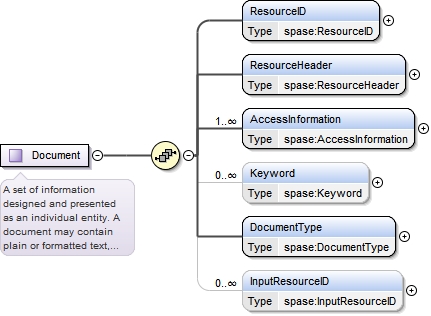 ResourceID
Type spase:ResourceID
ResourceHeader
Type spase:ResourceHeader
1..∞
AccessInformation
Type spase:AccessInformation
Document
0..∞
Keyword
Type spase:Keyword
A set of information
designed and presented
as an individual entity. A
document may contain
plain or formatted text,...
DocumentType
Type spase:DocumentType
0..∞
InputResourceID
Type spase:InputResourceID